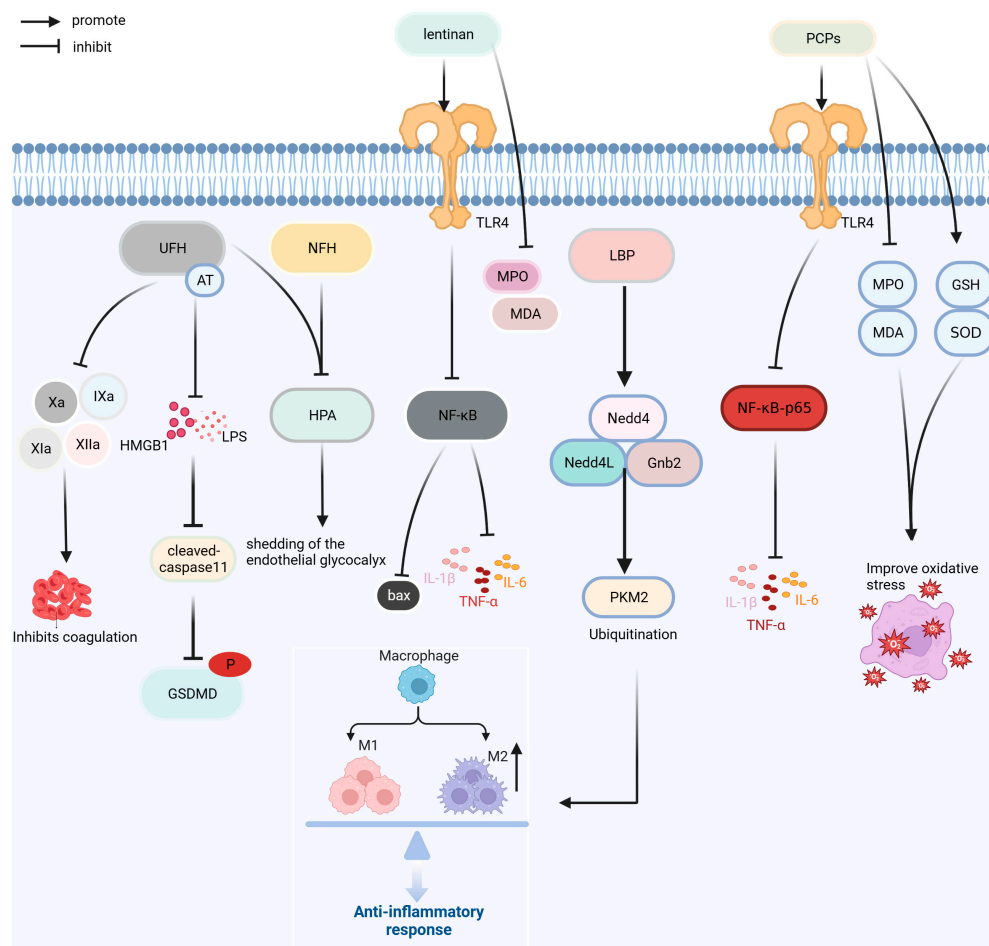 promote
inhibit
lentinan
PCPs
TLR4
TLR4
UFH
AT
NFH
MPO
MDA
LBP
MPO
MDA
GSH
SOD
Xa
IXa
XIa
XIIa
HMGB1
LPS
HPA
NF-κB
Nedd4
Nedd4L
Gnb2
NF-κB-p65
cleaved-
caspase11
shedding of the
endothelial glycocalyx
IL-1β
TNF-α
IL-6
bax
PKM2
Ubiquitination
IL-1β
TNF-α
IL-6
Improve oxidative
stress
Inhibits coagulation
P
GSDMD
Macrophage
M1
M2
Anti-inflammatory
response